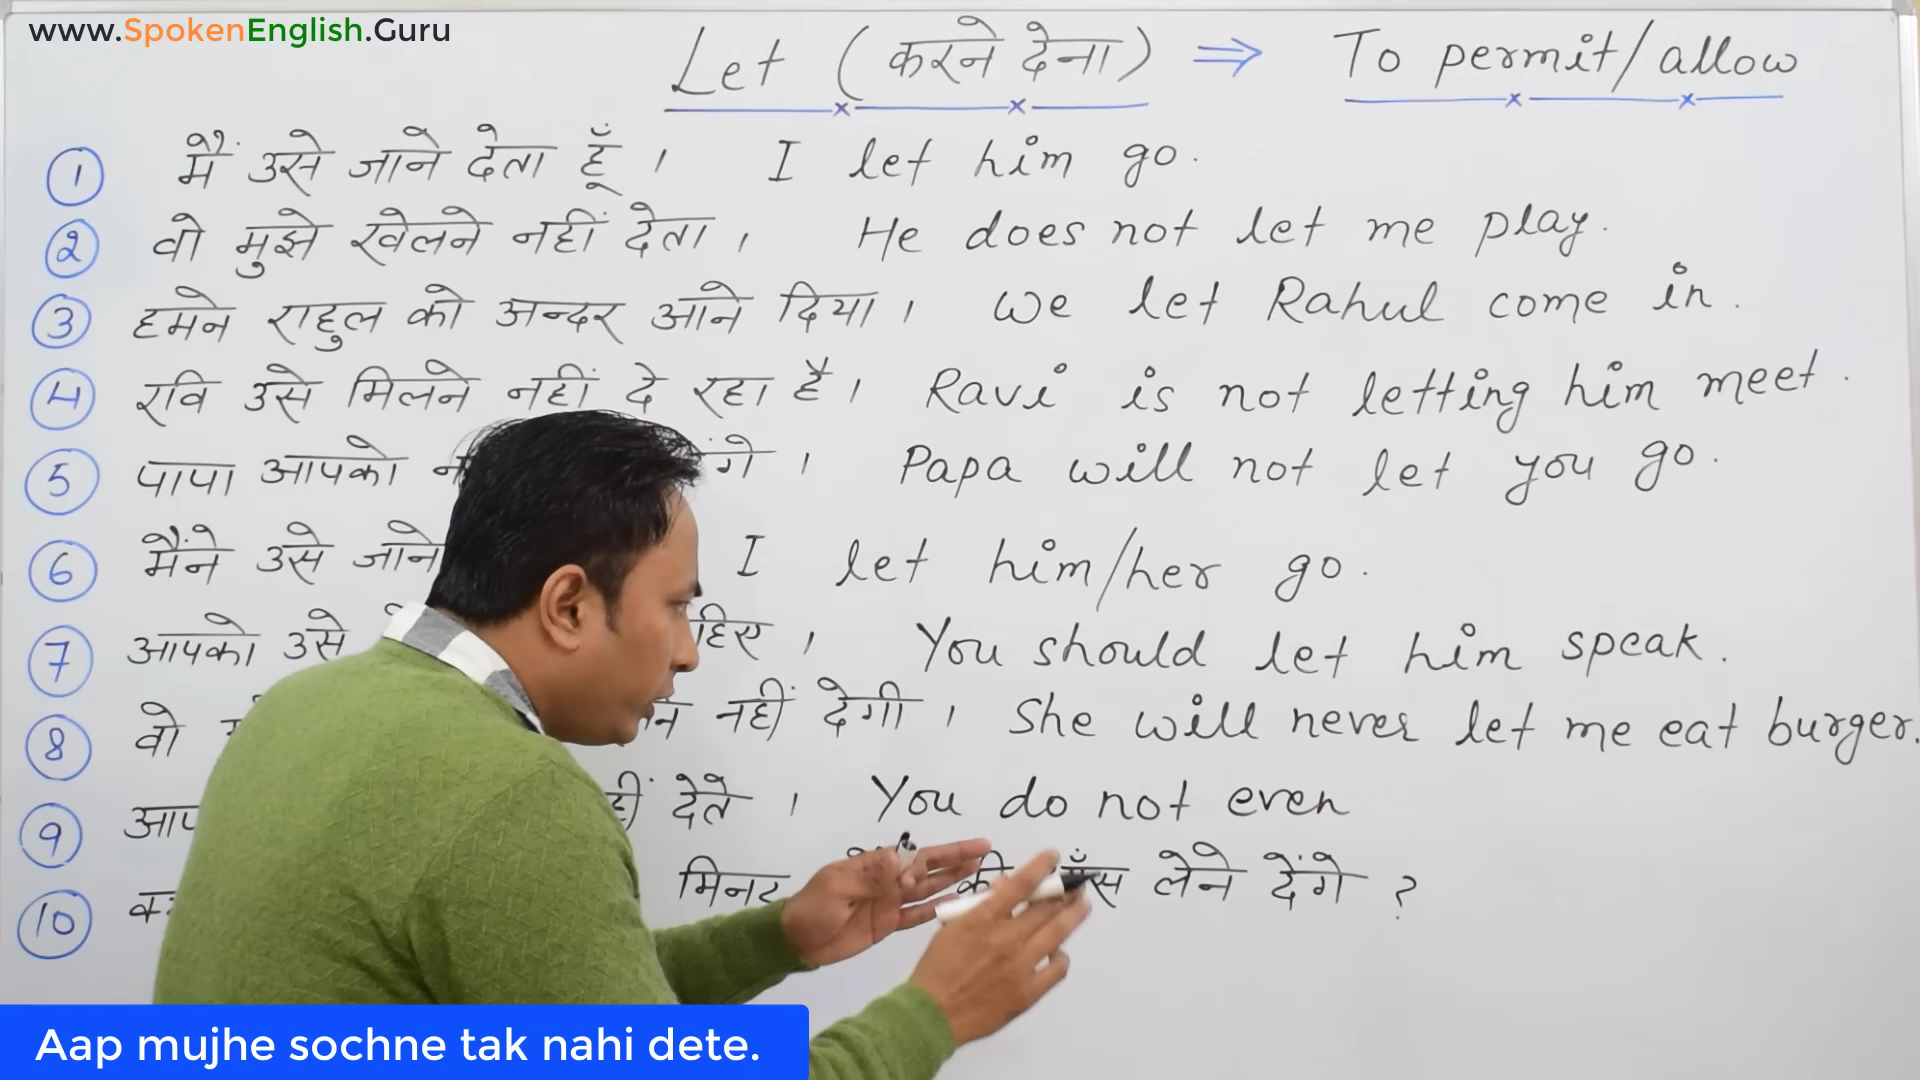 www.SpokenEnglish.Guru
Let (करने देना) ⇒ To permit/allow
① मैं उसे जाने देता हूँ । I let him go.
② वो मुझे खेलने नहीं देता । He does not let me play.
③ हमने राहुल को अन्दर आने दिया । We let Rahul come in.
④ रवि उसे मिलने नहीं दे रहा है । Ravi is not letting him meet.
⑤ पापा आपको । Papa will not let you go.
⑥ मैंने उसे जाने I let him/her go.
⑦ आपको उसे । You should let him speak.
⑧ वो नहीं देगी । She will never let me eat burger.
⑨ देते । You do not even
⑩ मिनट लेने देंगे ?
Aap mujhe sochne tak nahi dete.